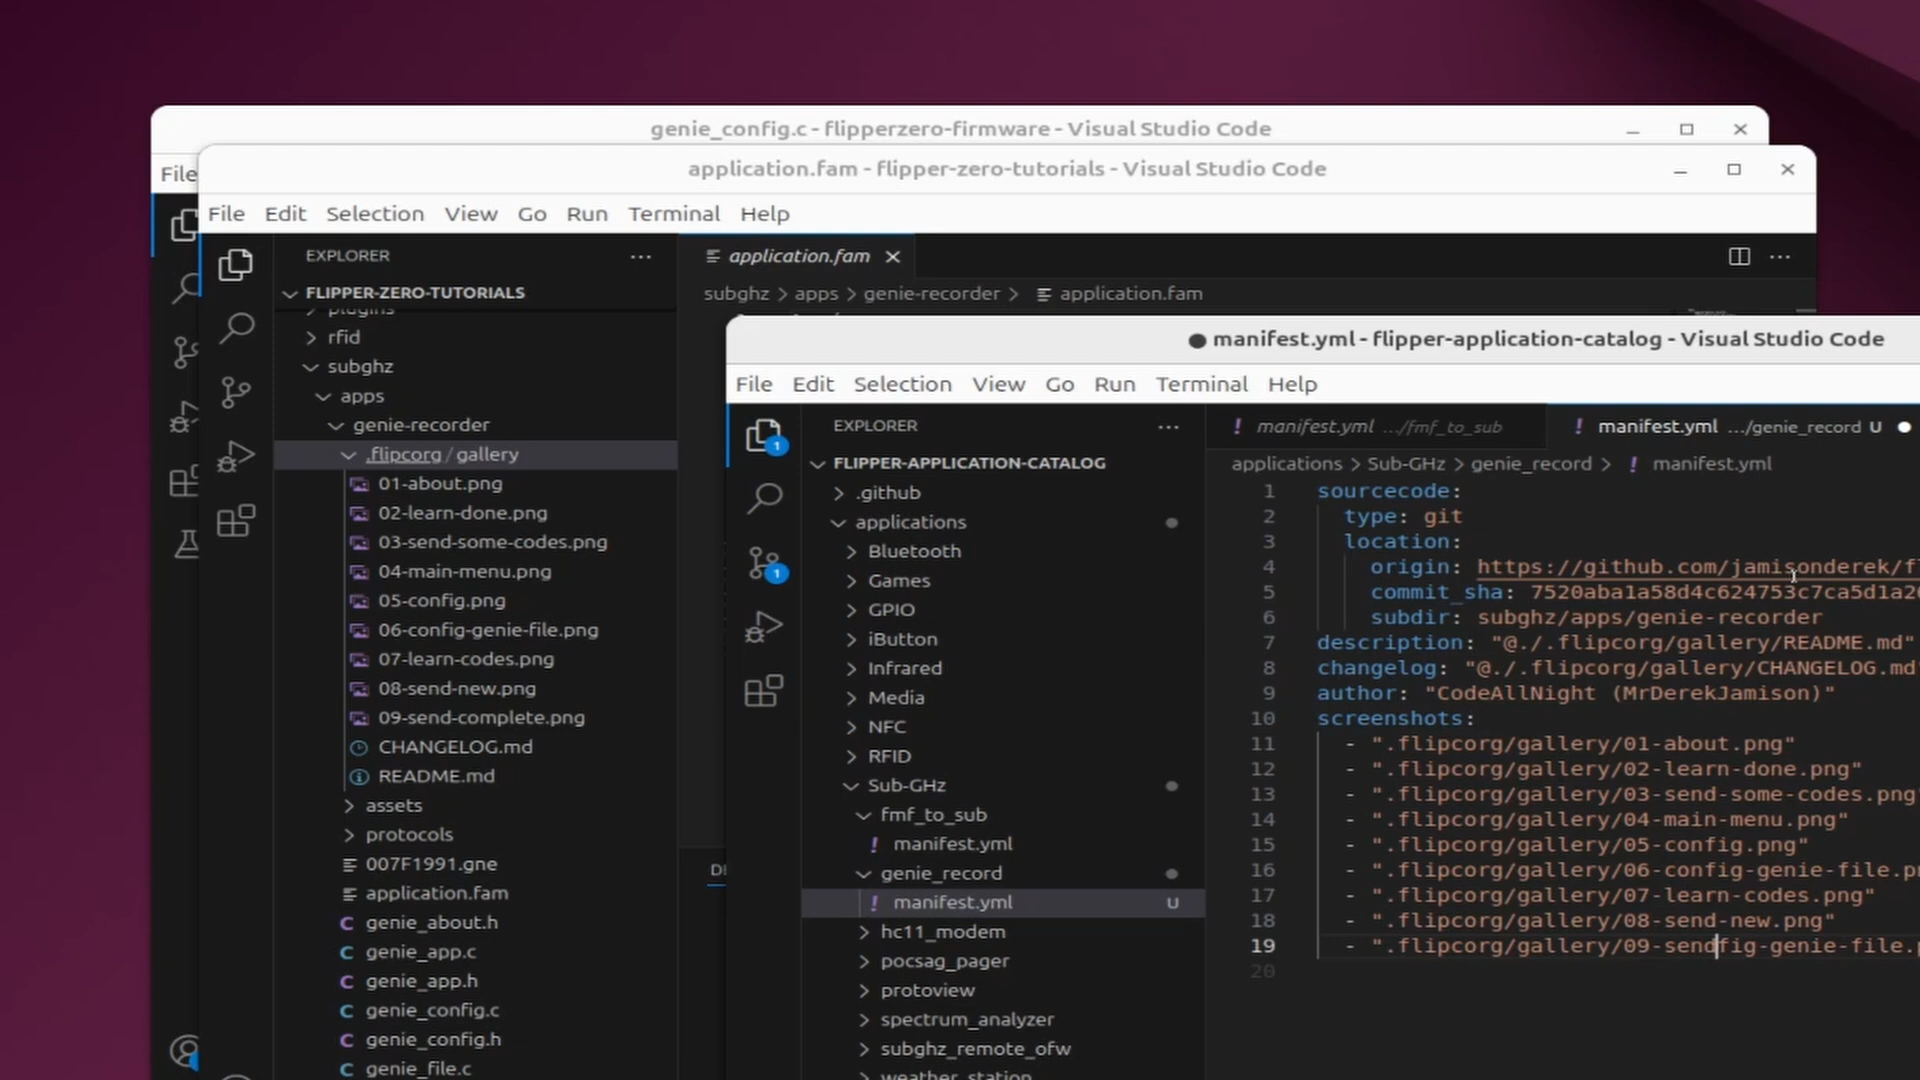 genie_config.c - flipperzero-firmware - Visual Studio Code
File
application.fam - flipper-zero-tutorials - Visual Studio Code
File Edit Selection View Go Run Terminal Help
EXPLORER
FLIPPER-ZERO-TUTORIALS
plugins
rfid
subghz
apps
genie-recorder
.flipcorg / gallery
01-about.png
02-learn-done.png
03-send-some-codes.png
04-main-menu.png
05-config.png
06-config-genie-file.png
07-learn-codes.png
08-send-new.png
09-send-complete.png
CHANGELOG.md
README.md
assets
protocols
007F1991.gne
application.fam
genie_about.h
genie_app.c
genie_app.h
genie_config.c
genie_config.h
genie_file.c
application.fam
subghz > apps > genie-recorder > application.fam
DE
manifest.yml - flipper-application-catalog - Visual Studio Code
File Edit Selection View Go Run Terminal Help
1
1
EXPLORER
FLIPPER-APPLICATION-CATALOG
.github
applications
Bluetooth
Games
GPIO
iButton
Infrared
Media
NFC
RFID
Sub-GHz
fmf_to_sub
! manifest.yml
genie_record
! manifest.yml U
hc11_modem
pocsag_pager
protoview
spectrum_analyzer
subghz_remote_ofw
weather_station
! manifest.yml .../fmf_to_sub
! manifest.yml .../genie_record U
applications > Sub-GHz > genie_record > ! manifest.yml
1 sourcecode:
2 type: git
3 location:
4 origin: https://github.com/jamisonderek/fl
5 commit_sha: 7520aba1a58d4c624753c7ca5d1a20
6 subdir: subghz/apps/genie-recorder
7 description: "@./.flipcorg/gallery/README.md"
8 changelog: "@./.flipcorg/gallery/CHANGELOG.md
9 author: "CodeAllNight (MrDerekJamison)"
10 screenshots:
11 - ".flipcorg/gallery/01-about.png"
12 - ".flipcorg/gallery/02-learn-done.png"
13 - ".flipcorg/gallery/03-send-some-codes.png"
14 - ".flipcorg/gallery/04-main-menu.png"
15 - ".flipcorg/gallery/05-config.png"
16 - ".flipcorg/gallery/06-config-genie-file.pn
17 - ".flipcorg/gallery/07-learn-codes.png"
18 - ".flipcorg/gallery/08-send-new.png"
19 - ".flipcorg/gallery/09-sendfig-genie-file.p
20